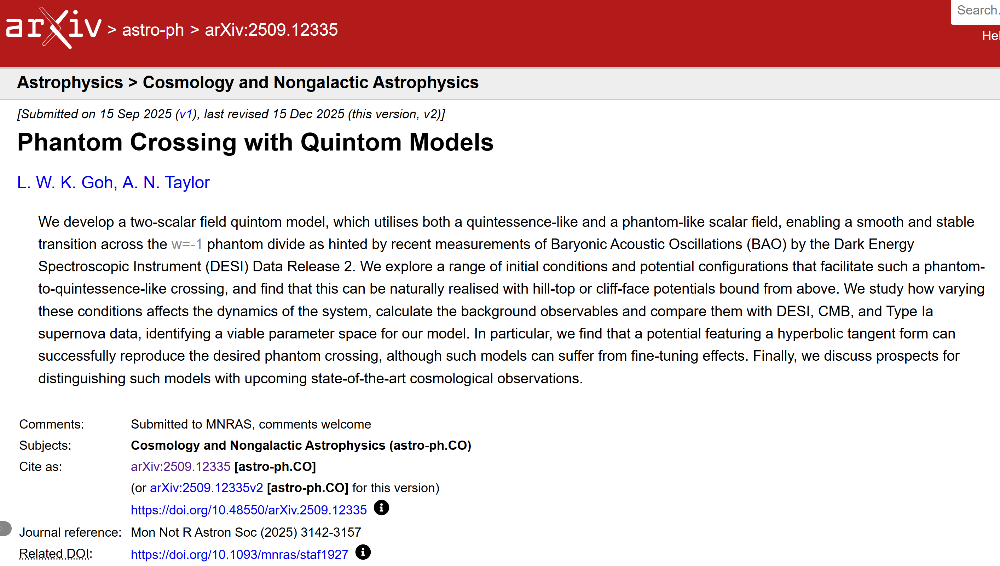 arXiv > astro-ph > arXiv:2509.12335
Search.
Hel
Astrophysics > Cosmology and Nongalactic Astrophysics
[Submitted on 15 Sep 2025 (v1), last revised 15 Dec 2025 (this version, v2)]
Phantom Crossing with Quintom Models
L. W. K. Goh, A. N. Taylor
We develop a two-scalar field quintom model, which utilises both a quintessence-like and a phantom-like scalar field, enabling a smooth and stable
transition across the w=-1 phantom divide as hinted by recent measurements of Baryonic Acoustic Oscillations (BAO) by the Dark Energy
Spectroscopic Instrument (DESI) Data Release 2. We explore a range of initial conditions and potential configurations that facilitate such a phantom-
to-quintessence-like crossing, and find that this can be naturally realised with hill-top or cliff-face potentials bound from above. We study how varying
these conditions affects the dynamics of the system, calculate the background observables and compare them with DESI, CMB, and Type Ia
supernova data, identifying a viable parameter space for our model. In particular, we find that a potential featuring a hyperbolic tangent form can
successfully reproduce the desired phantom crossing, although such models can suffer from fine-tuning effects. Finally, we discuss prospects for
distinguishing such models with upcoming state-of-the-art cosmological observations.
Comments: Submitted to MNRAS, comments welcome
Subjects: Cosmology and Nongalactic Astrophysics (astro-ph.CO)
Cite as: arXiv:2509.12335 [astro-ph.CO]
(or arXiv:2509.12335v2 [astro-ph.CO] for this version)
https://doi.org/10.48550/arXiv.2509.12335
Journal reference: Mon Not R Astron Soc (2025) 3142-3157
Related DOI: https://doi.org/10.1093/mnras/staf1927